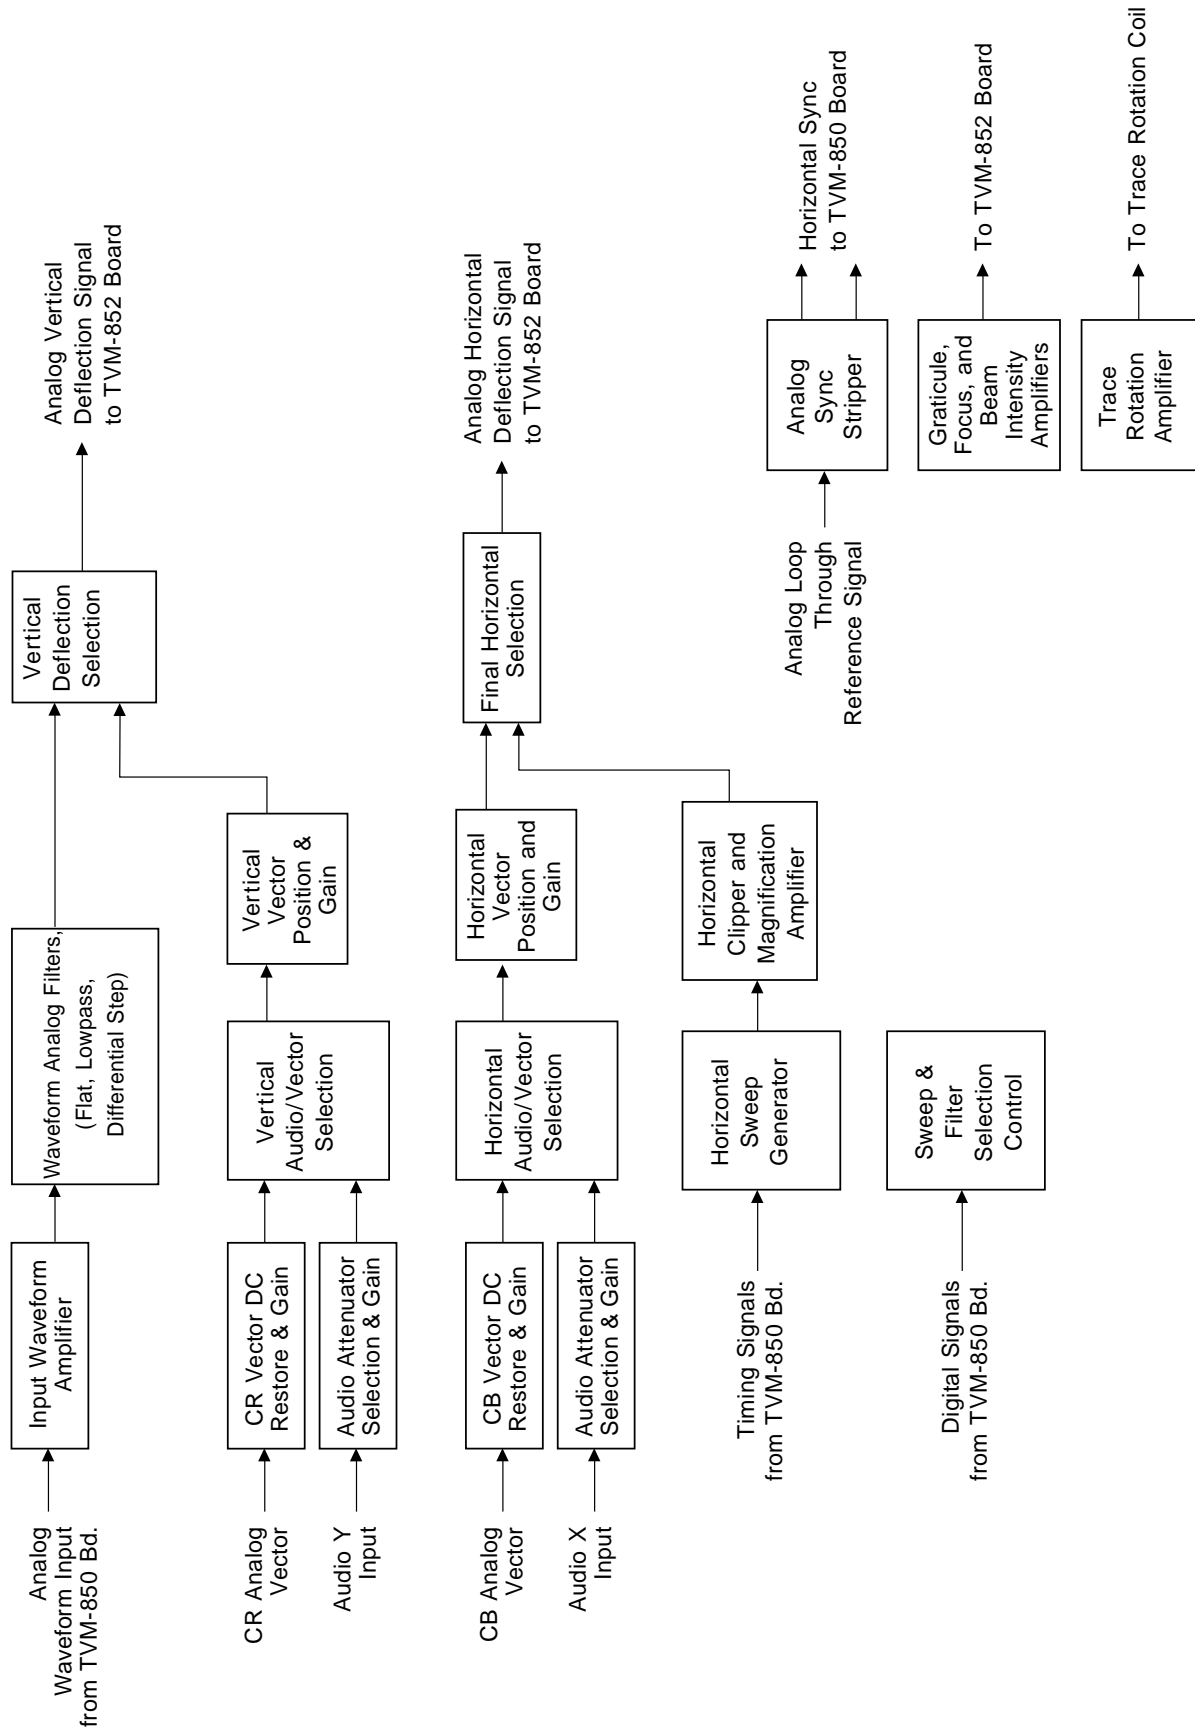 Analog
Waveform Input
from TVM-850 Bd.
Input Waveform
Amplifier
Waveform Analog Filters,
(Flat, Lowpass,
Differential Step)
Vertical
Deflection
Selection
Analog Vertical
Deflection Signal
to TVM-852 Board
CR Analog
Vector
CR Vector DC
Restore & Gain
Audio Y
Input
Audio Attenuator
Selection & Gain
Vertical
Audio/Vector
Selection
Vertical
Vector
Position &
Gain
CB Analog
Vector
CB Vector DC
Restore & Gain
Audio X
Input
Audio Attenuator
Selection & Gain
Horizontal
Audio/Vector
Selection
Horizontal
Vector
Position and
Gain
Final Horizontal
Selection
Analog Horizontal
Deflection Signal
to TVM-852 Board
Timing Signals
from TVM-850 Bd.
Horizontal
Sweep
Generator
Horizontal
Clipper and
Magnification
Amplifier
Analog Loop
Through
Reference Signal
Analog
Sync
Stripper
Horizontal Sync
to TVM-850 Board
Digital Signals
from TVM-850 Bd.
Sweep &
Filter
Selection
Control
Graticule,
Focus, and
Beam
Intensity
Amplifiers
To TVM-852 Board
Trace
Rotation
Amplifier
To Trace Rotation Coil